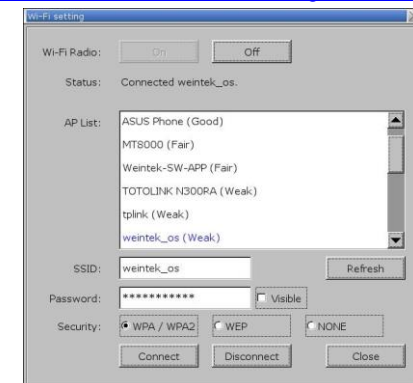 Wi-Fi setting
Wi-Fi Radio: On Off
Status: Connected weintek_os.
AP List: ASUS Phone (Good)
MT8000 (Fair)
Weintek-SW-APP (Fair)
TOTOLINK N300RA (Weak)
tplink (Weak)
weintek_os (Weak)
SSID: weintek_os Refresh
Password: *********** Visible
Security: WPA / WPA2 WEP NONE
Connect Disconnect Close